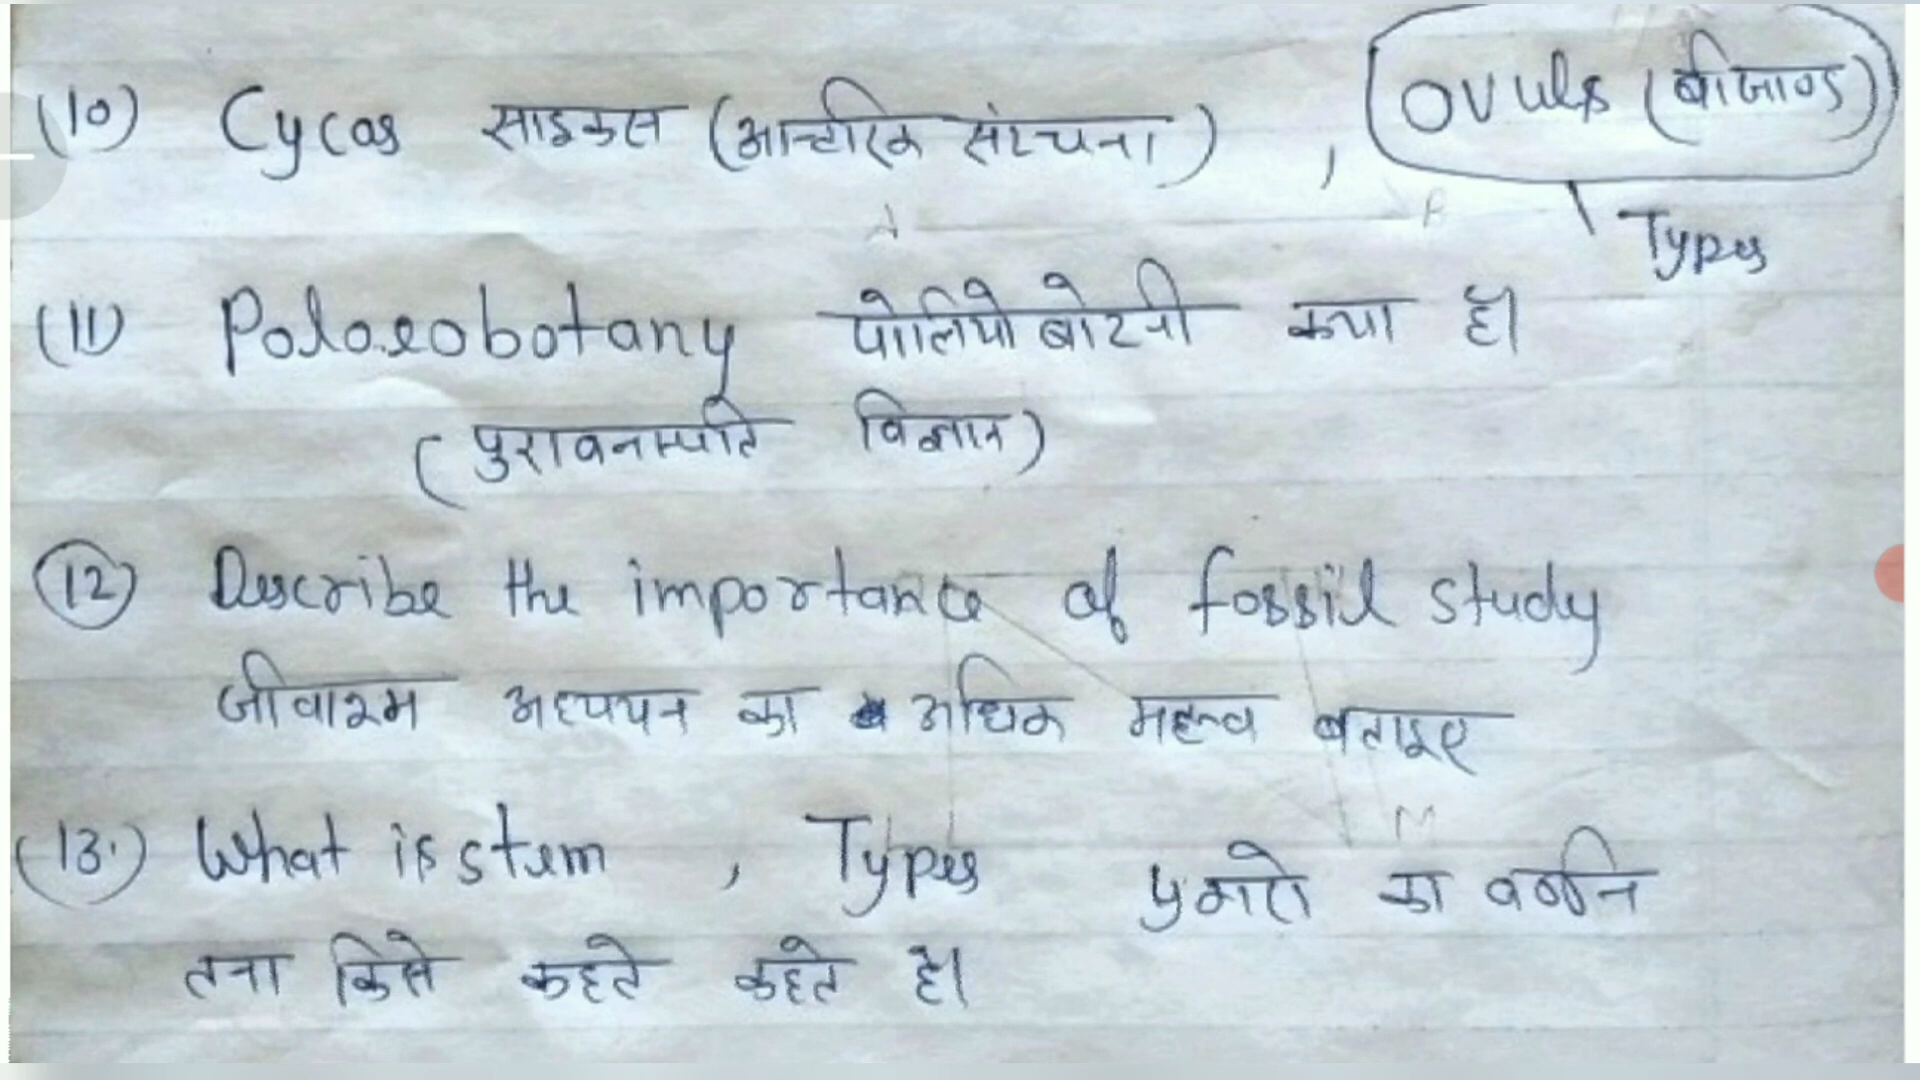 (10) Cycas साइकस (आन्तरिक संरचना) , Ovules (बीजाण्ड)
Types
(11) Palaeobotany पोलियो बोटनी क्या है।
(पुरावनस्पति विज्ञान)
(12) Describe the importance of fossil study
जीवाश्म अध्ययन का अधिक महत्व बताइए
(13.) What is stem , Types प्रकारो का वर्णन
तना किसे कहते कहते है।